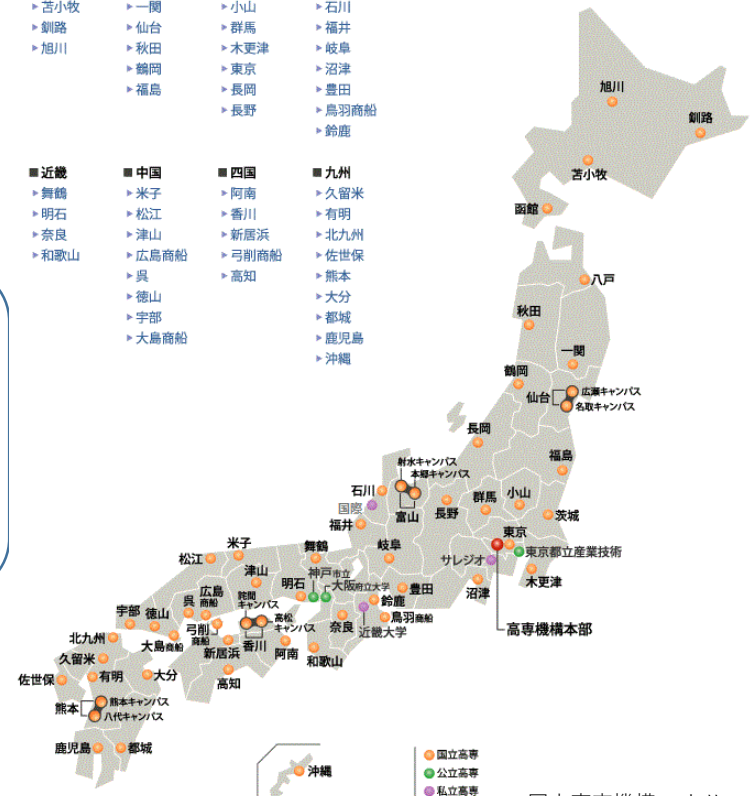 苫小牧
釧路
旭川
一関
仙台
秋田
鶴岡
福島
小山
群馬
木更津
東京
長岡
長野
石川
福井
岐阜
沼津
豊田
鳥羽商船
鈴鹿
■近畿
舞鶴
明石
奈良
和歌山
■中国
米子
松江
津山
広島商船
呉
徳山
宇部
大島商船
■四国
阿南
香川
新居浜
弓削商船
高知
■九州
久留米
有明
北九州
佐世保
熊本
大分
都城
鹿児島
沖縄
旭川
釧路
苫小牧
函館
八戸
秋田
一関
鶴岡
仙台
広瀬キャンパス
名取キャンパス
長岡
福島
射水キャンパス
本郷キャンパス
石川
国際
富山
長野
群馬
小山
茨城
福井
東京
東京都立産業技術
サレジオ
岐阜
木更津
沼津
豊田
高専機構本部
米子
松江
舞鶴
津山
神戸市立
明石
大阪府立大学
鈴鹿
鳥羽商船
近畿大学
奈良
和歌山
広島商船
呉
詫間キャンパス
高松キャンパス
香川
阿南
宇部
徳山
弓削商船
大島商船
新居浜
高知
北九州
久留米
有明
大分
佐世保
熊本
熊本キャンパス
八代キャンパス
鹿児島
都城
沖縄
国立高専
公立高専
私立高専